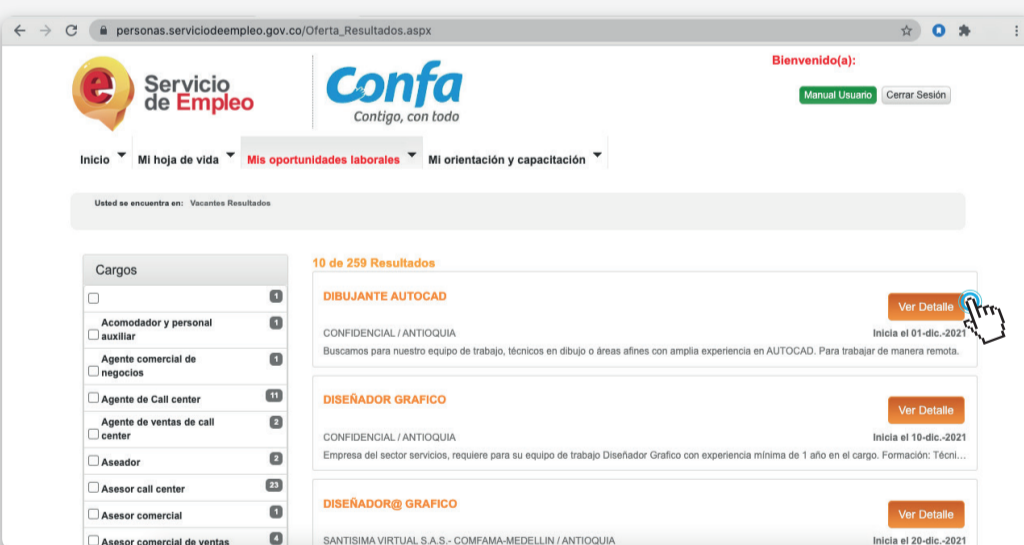 personas.serviciodeempleo.gov.co/Oferta_Resultados.aspx
e
Servicio
de Empleo
Confa
Contigo, con todo
Bienvenido(a):
Manual Usuario
Cerrar Sesión
Inicio
Mi hoja de vida
Mis oportunidades laborales
Mi orientación y capacitación
Usted se encuentra en: Vacantes Resultados
Cargos
1
Acomodador y personal
auxiliar
1
Agente comercial de
negocios
1
Agente de Call center
11
Agente de ventas de call
center
2
Aseador
2
Asesor call center
23
Asesor comercial
1
Asesor comercial de ventas
4
10 de 259 Resultados
DIBUJANTE AUTOCAD
Ver Detalle
CONFIDENCIAL / ANTIOQUIA
Inicia el 01-dic.-2021
Buscamos para nuestro equipo de trabajo, técnicos en dibujo o áreas afines con amplia experiencia en AUTOCAD. Para trabajar de manera remota.
DISEÑADOR GRAFICO
Ver Detalle
CONFIDENCIAL / ANTIOQUIA
Inicia el 10-dic.-2021
Empresa del sector servicios, requiere para su equipo de trabajo Diseñador Grafico con experiencia mínima de 1 año en el cargo. Formación: Técni...
DISEÑADOR@ GRAFICO
Ver Detalle
SANTISIMA VIRTUAL S.A.S.- COMFAMA-MEDELLIN / ANTIOQUIA
Inicia el 20-dic.-2021